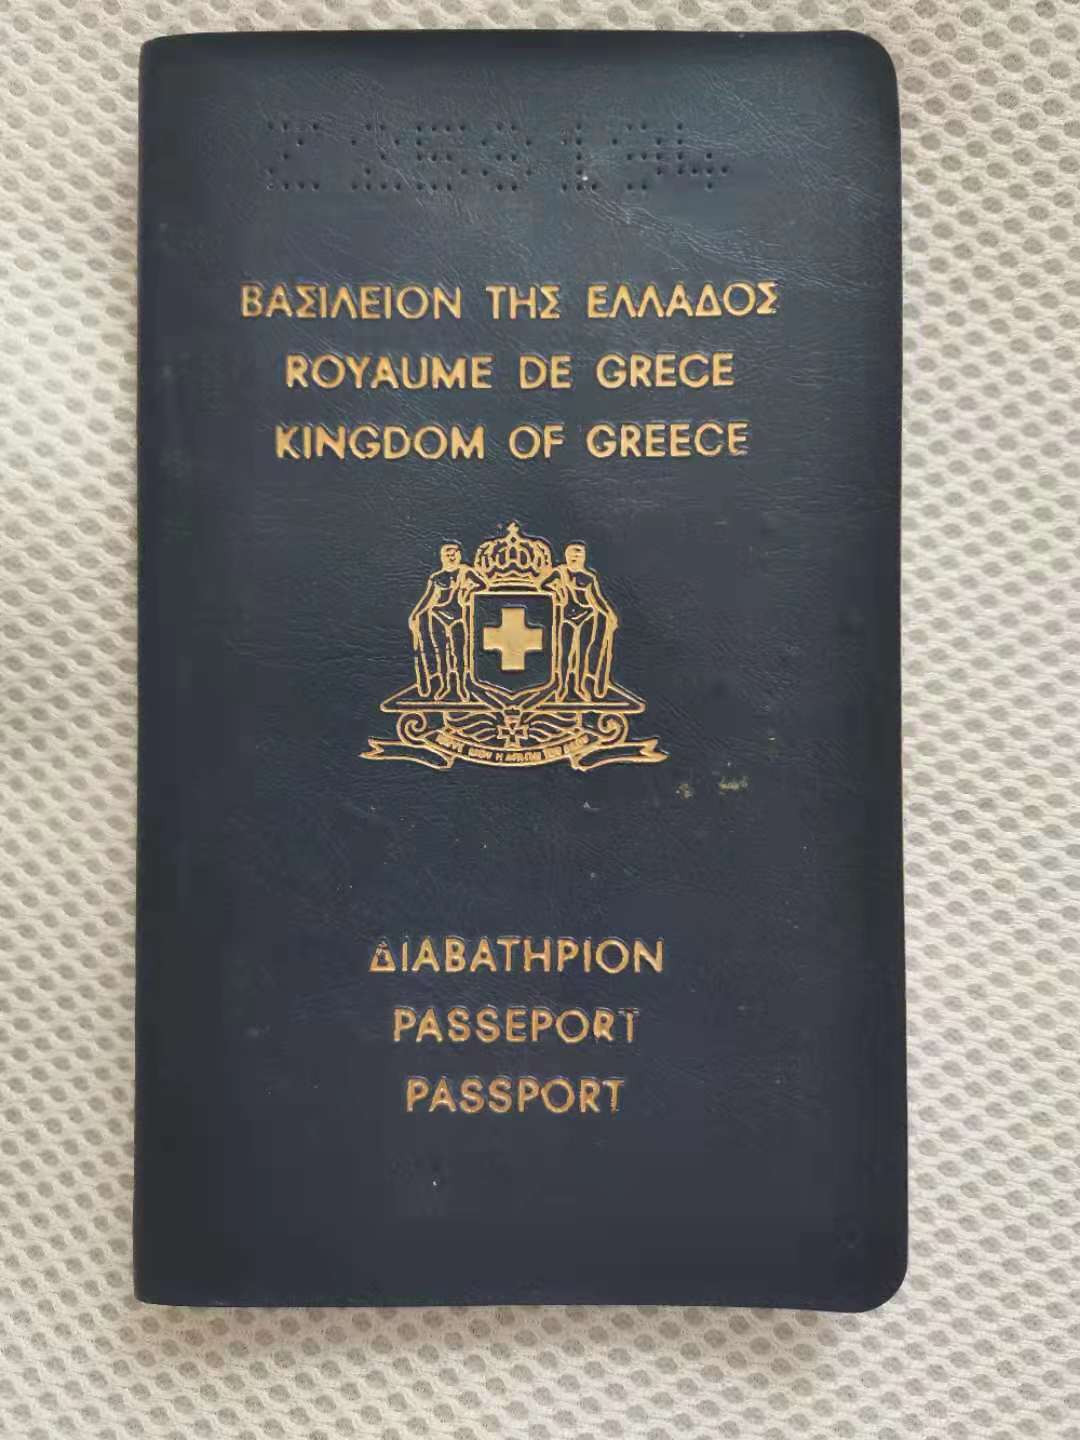 ΒΑΣΙΛΕΙΟΝ ΤΗΣ ΕΛΛΑΔΟΣ
ROYAUME DE GRECE
KINGDOM OF GREECE
ΔΙΑΒΑΤΗΡΙΟΝ
PASSEPORT
PASSPORT